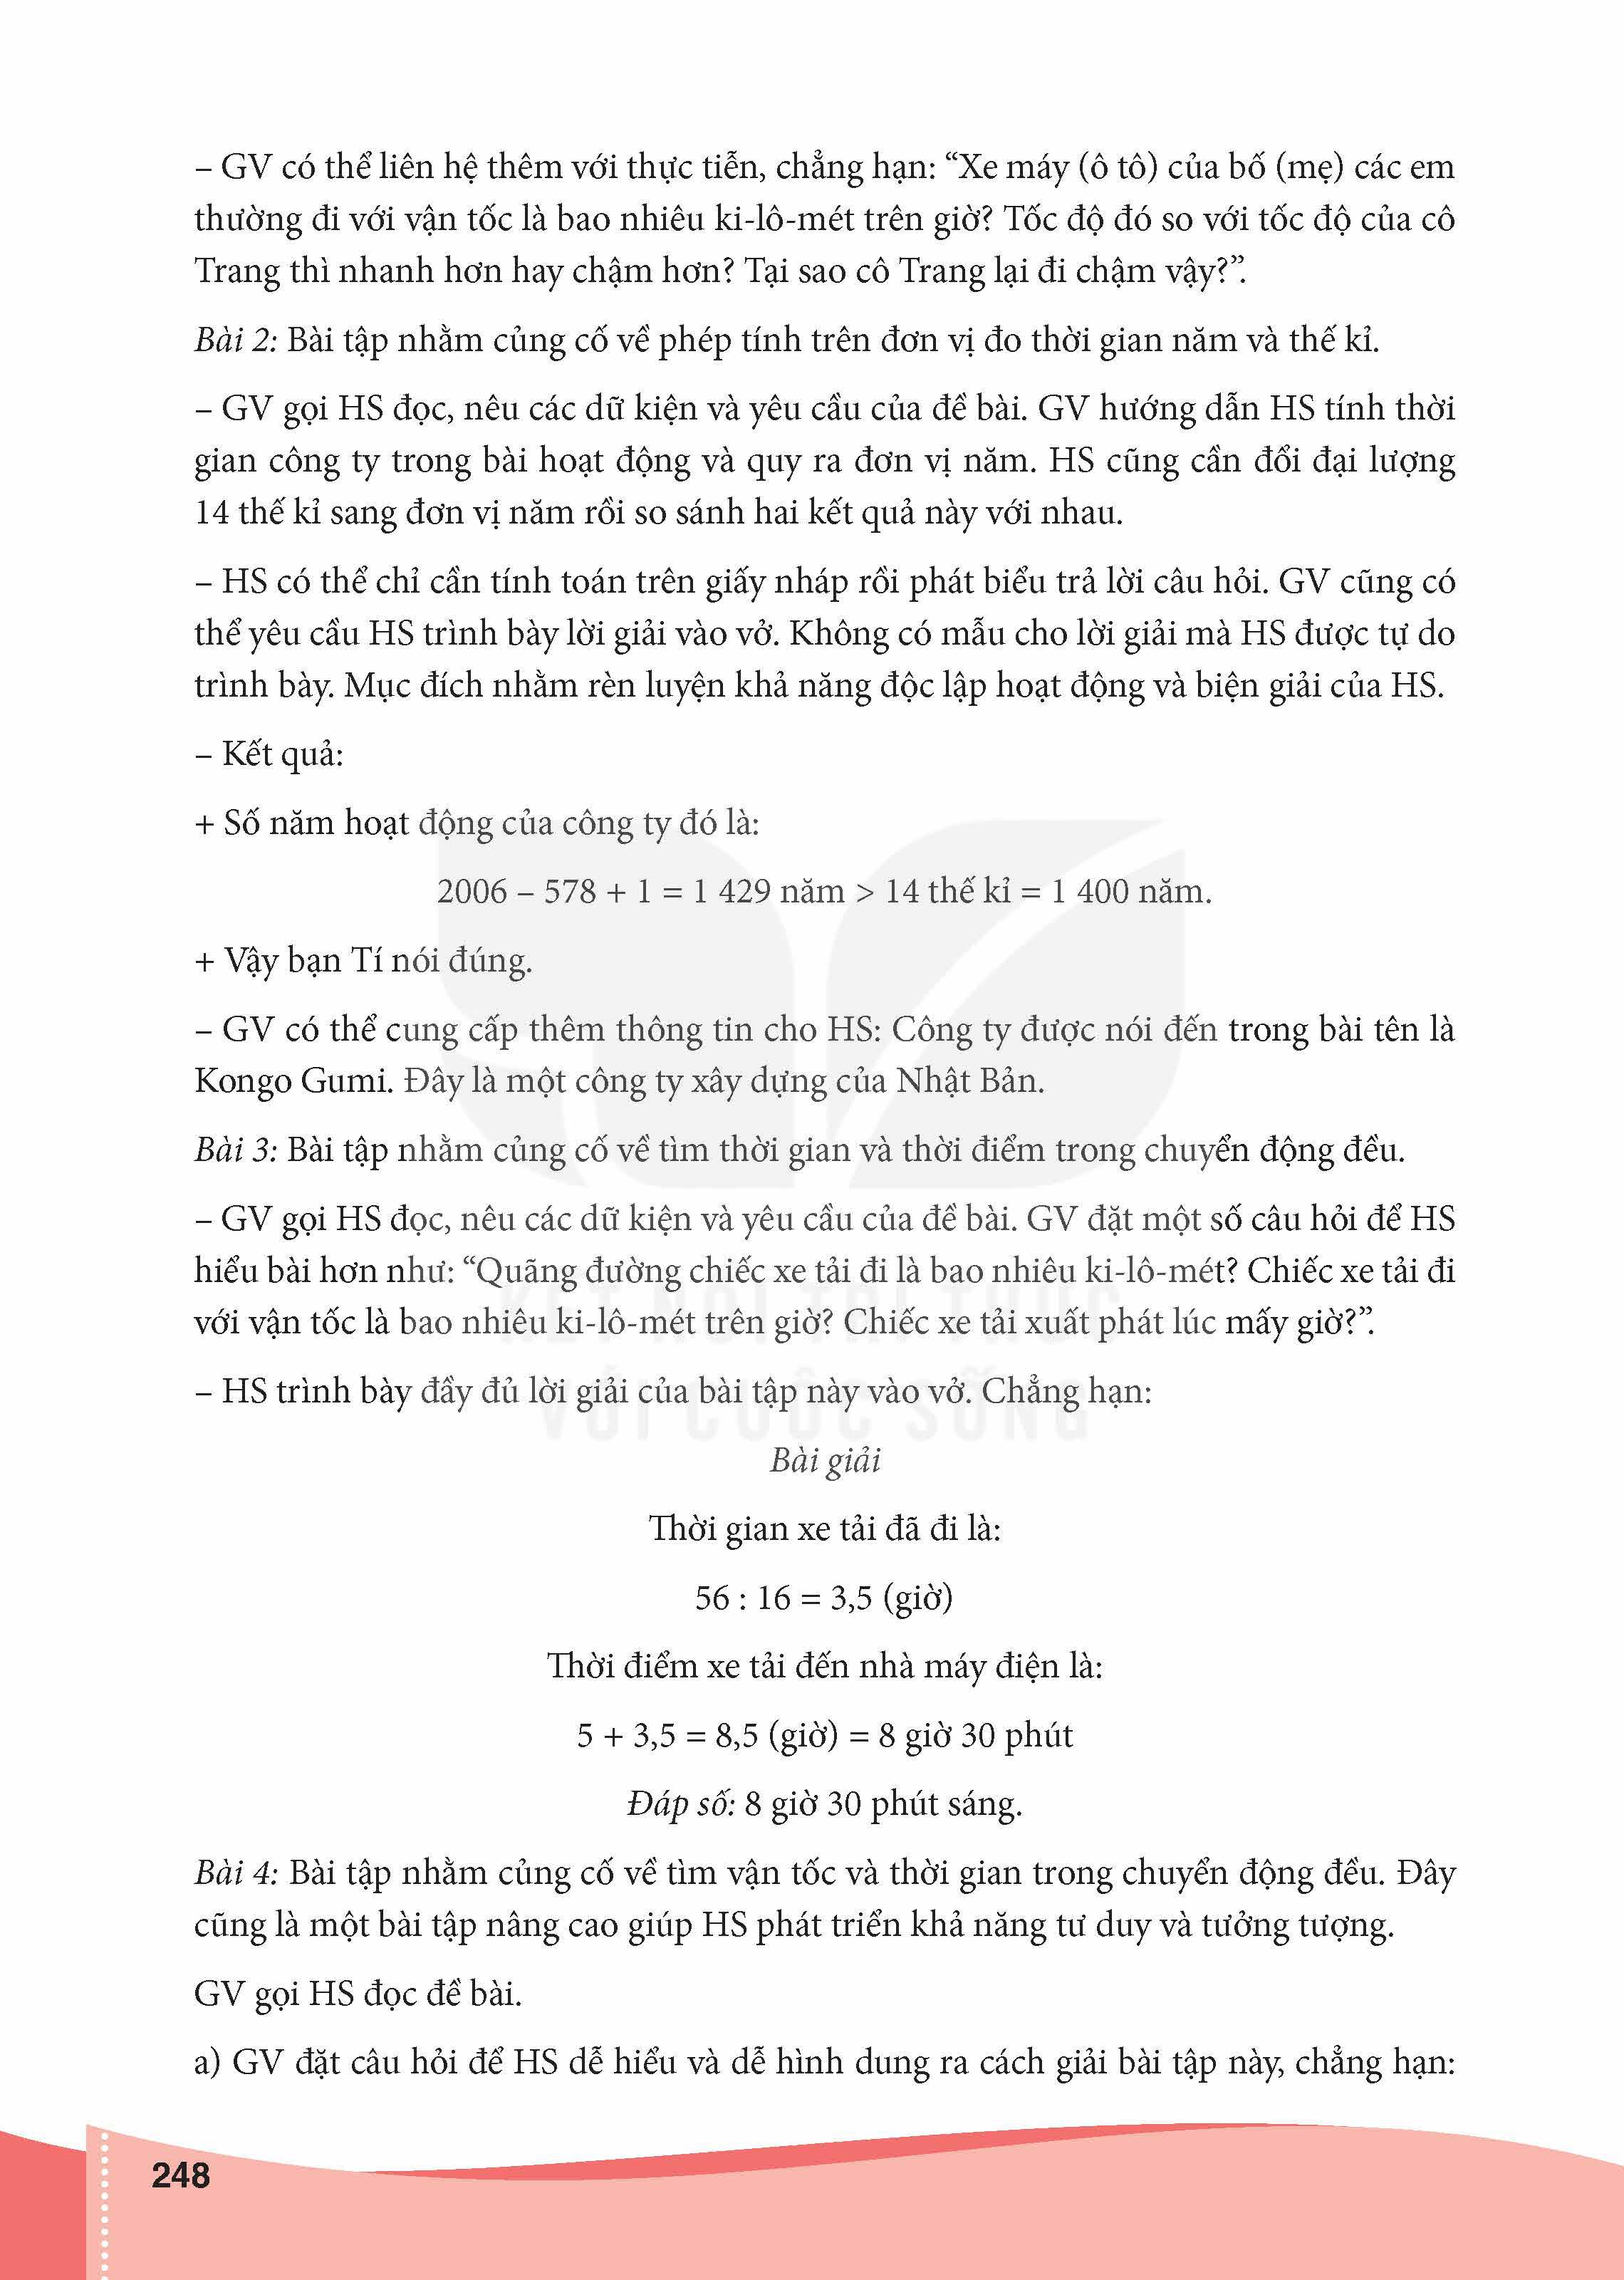 – GV có thể liên hệ thêm với thực tiễn, chẳng hạn: “Xe máy (ô tô) của bố (mẹ) các em
thường đi với vận tốc là bao nhiêu ki-lô-mét trên giờ? Tốc độ đó so với tốc độ của cô
Trang thì nhanh hơn hay chậm hơn? Tại sao cô Trang lại đi chậm vậy?”.
Bài 2: Bài tập nhằm củng cố về phép tính trên đơn vị đo thời gian năm và thế kỉ.
– GV gọi HS đọc, nêu các dữ kiện và yêu cầu của đề bài. GV hướng dẫn HS tính thời
gian công ty trong bài hoạt động và quy ra đơn vị năm. HS cũng cần đổi đại lượng
14 thế kỉ sang đơn vị năm rồi so sánh hai kết quả này với nhau.
– HS có thể chỉ cần tính toán trên giấy nháp rồi phát biểu trả lời câu hỏi. GV cũng có
thể yêu cầu HS trình bày lời giải vào vở. Không có mẫu cho lời giải mà HS được tự do
trình bày. Mục đích nhằm rèn luyện khả năng độc lập hoạt động và biện giải của HS.
– Kết quả:
+ Số năm hoạt động của công ty đó là:
2006 – 578 + 1 = 1 429 năm > 14 thế kỉ = 1 400 năm.
+ Vậy bạn Tí nói đúng.
– GV có thể cung cấp thêm thông tin cho HS: Công ty được nói đến trong bài tên là
Kongo Gumi. Đây là một công ty xây dựng của Nhật Bản.
Bài 3: Bài tập nhằm củng cố về tìm thời gian và thời điểm trong chuyển động đều.
– GV gọi HS đọc, nêu các dữ kiện và yêu cầu của đề bài. GV đặt một số câu hỏi để HS
hiểu bài hơn như: “Quãng đường chiếc xe tải đi là bao nhiêu ki-lô-mét? Chiếc xe tải đi
với vận tốc là bao nhiêu ki-lô-mét trên giờ? Chiếc xe tải xuất phát lúc mấy giờ?”.
KẾT NỐI TRI THỨC
– HS trình bày đầy đủ lời giải của bài tập này vào vở. Chẳng hạn:
VỚI CUỘC SỐNG
Bài giải
Thời gian xe tải đã đi là:
56 : 16 = 3,5 (giờ)
Thời điểm xe tải đến nhà máy điện là:
5 + 3,5 = 8,5 (giờ) = 8 giờ 30 phút
Đáp số: 8 giờ 30 phút sáng.
Bài 4: Bài tập nhằm củng cố về tìm vận tốc và thời gian trong chuyển động đều. Đây
cũng là một bài tập nâng cao giúp HS phát triển khả năng tư duy và tưởng tượng.
GV gọi HS đọc đề bài.
a) GV đặt câu hỏi để HS dễ hiểu và dễ hình dung ra cách giải bài tập này, chẳng hạn:
248